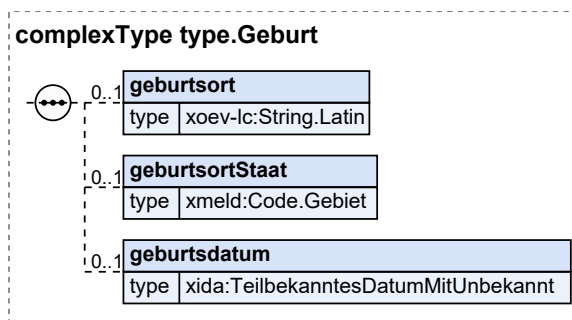 complexType type.Geburt
0..1 geburtsort
type xoev-lc:String.Latin
0..1 geburtsortStaat
type xmeld:Code.Gebiet
0..1 geburtsdatum
type xida:TeilbekanntesDatumMitUnbekannt